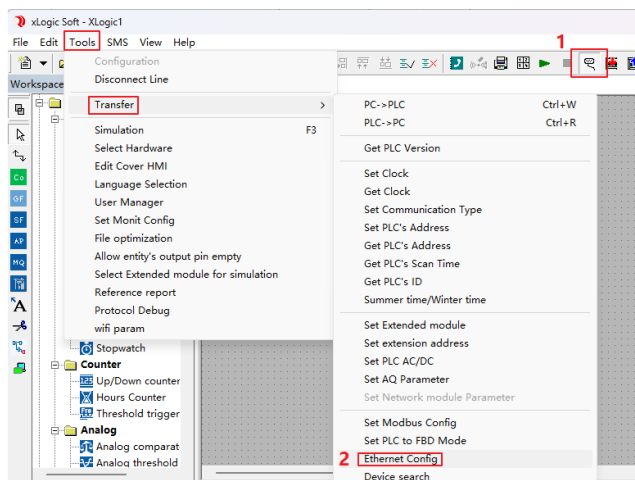 xLogic Soft - XLogic1
File Edit Tools SMS View Help
1
Workspace
Configuration
Disconnect Line
Transfer
Simulation F3
Select Hardware
Edit Cover HMI
Language Selection
User Manager
Set Monit Config
File optimization
Allow entity's output pin empty
Select Extended module for simulation
Reference report
Protocol Debug
wifi param
PC->PLC Ctrl+W
PLC->PC Ctrl+R
Get PLC Version
Set Clock
Get Clock
Set Communication Type
Set PLC's Address
Get PLC's Address
Get PLC's Scan Time
Get PLC's ID
Summer time/Winter time
Set Extended module
Set extension address
Set PLC AC/DC
Set AQ Parameter
Set Network module Parameter
Set Modbus Config
Set PLC to FBD Mode
2 Ethernet Config
Device search
Co
GF
SF
AP
MQ
A
Stopwatch
Counter
Up/Down counter
Hours Counter
Threshold trigger
Analog
Analog comparat
Analog threshold